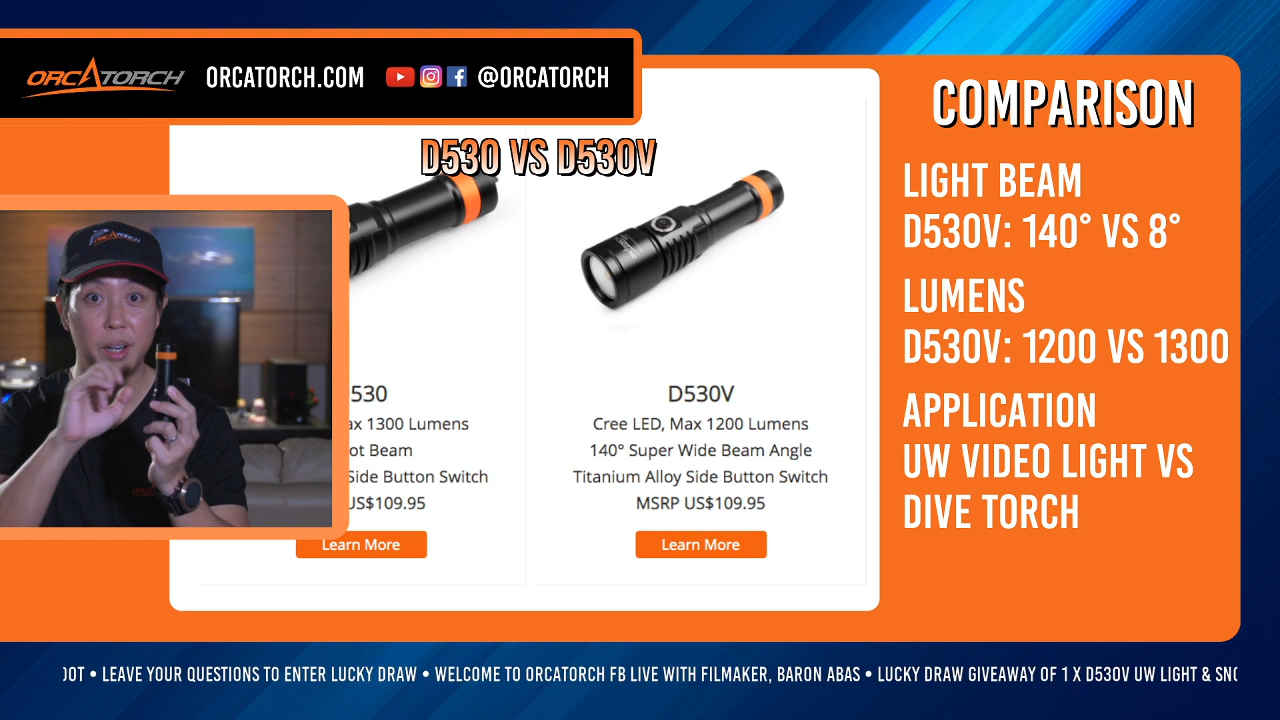 ORCATORCH ORCATORCH.COM @ORCATORCH
COMPARISON
D530 VS D530V
LIGHT BEAM
D530V: 140° VS 8°
LUMENS
D530V: 1200 VS 1300
APPLICATION
UW VIDEO LIGHT VS
DIVE TORCH
ORCATORCH
530
ax 1300 Lumens
ot Beam
Side Button Switch
US$109.95
Learn More
D530V
Cree LED, Max 1200 Lumens
140° Super Wide Beam Angle
Titanium Alloy Side Button Switch
MSRP US$109.95
Learn More
OOT • LEAVE YOUR QUESTIONS TO ENTER LUCKY DRAW • WELCOME TO ORCATORCH FB LIVE WITH FILMAKER, BARON ABAS • LUCKY DRAW GIVEAWAY OF 1 X D530V UW LIGHT & SNO